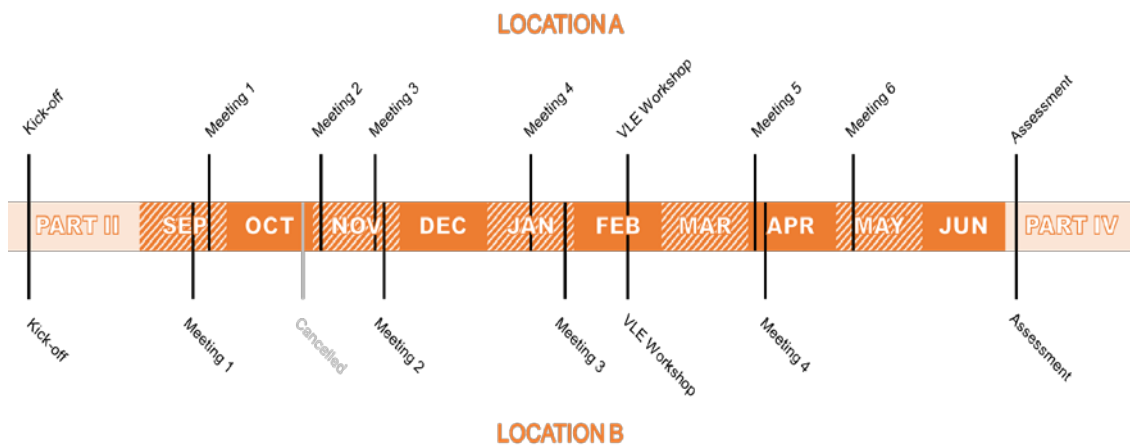 LOCATION A
Kick-off
Meeting 1
Meeting 2
Meeting 3
Meeting 4
VLE Workshop
Meeting 5
Meeting 6
Assessment
PART II SEP OCT NOV DEC JAN FEB MAR APR MAY JUN PART IV
Kick-off
Meeting 1
Cancelled
Meeting 2
Meeting 3
VLE Workshop
Meeting 4
Assessment
LOCATION B